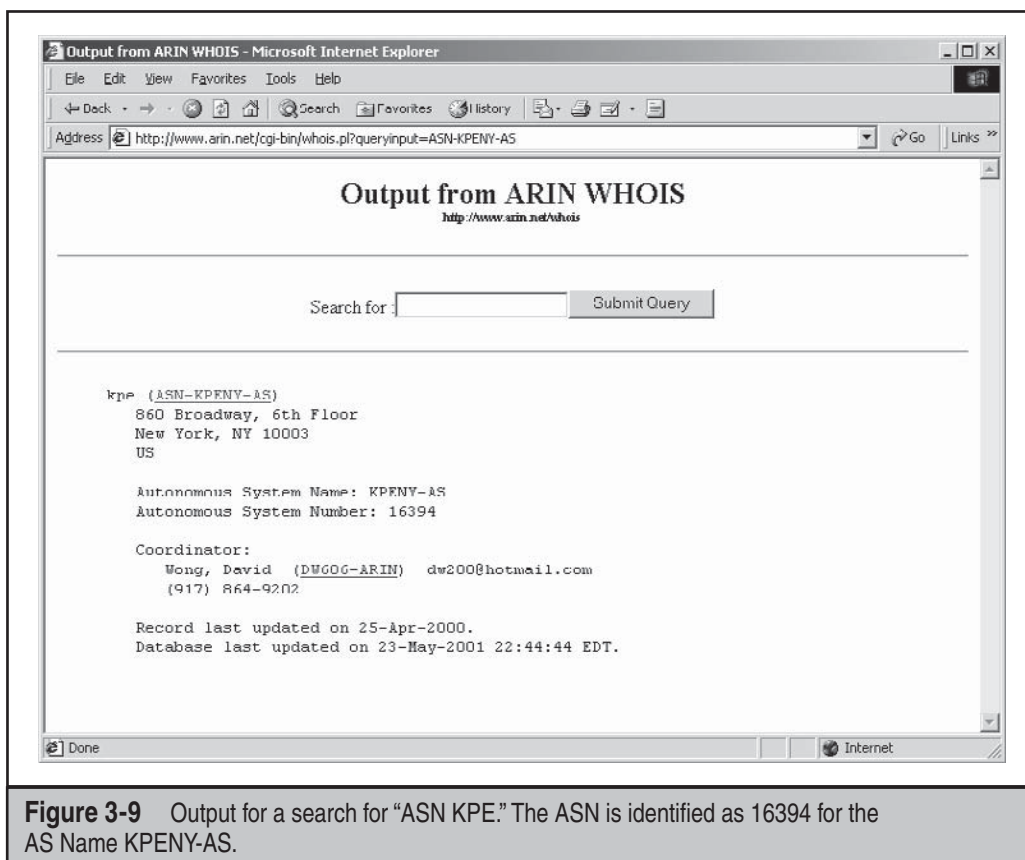 Output from ARIN WHOIS - Microsoft Internet Explorer
File Edit View Favorites Tools Help
Back Search Favorites History
Address http://www.arin.net/cgi-bin/whois.pl?queryinput=ASN-KPENY-AS Go Links »
Output from ARIN WHOIS
http://www.arin.net/whois
Search for : Submit Query
kpe (ASN-KPENY-AS)
860 Broadway, 6th Floor
New York, NY 10003
US
Autonomous System Name: KPENY-AS
Autonomous System Number: 16394
Coordinator:
Wong, David (DW606-ARIN) dw200@hotmail.com
(917) 864-9202
Record last updated on 25-Apr-2000.
Database last updated on 23-May-2001 22:44:44 EDT.
Done Internet
Figure 3-9 Output for a search for “ASN KPE.” The ASN is identified as 16394 for the
AS Name KPENY-AS.